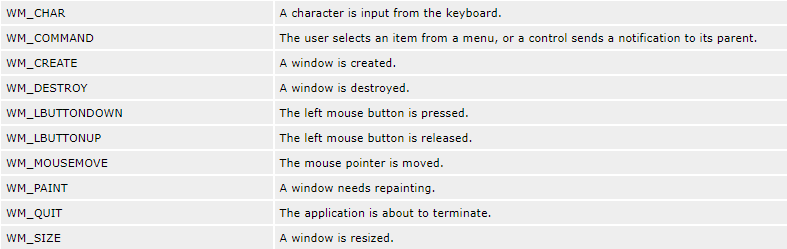 WM_CHAR A character is input from the keyboard.
WM_COMMAND The user selects an item from a menu, or a control sends a notification to its parent.
WM_CREATE A window is created.
WM_DESTROY A window is destroyed.
WM_LBUTTONDOWN The left mouse button is pressed.
WM_LBUTTONUP The left mouse button is released.
WM_MOUSEMOVE The mouse pointer is moved.
WM_PAINT A window needs repainting.
WM_QUIT The application is about to terminate.
WM_SIZE A window is resized.